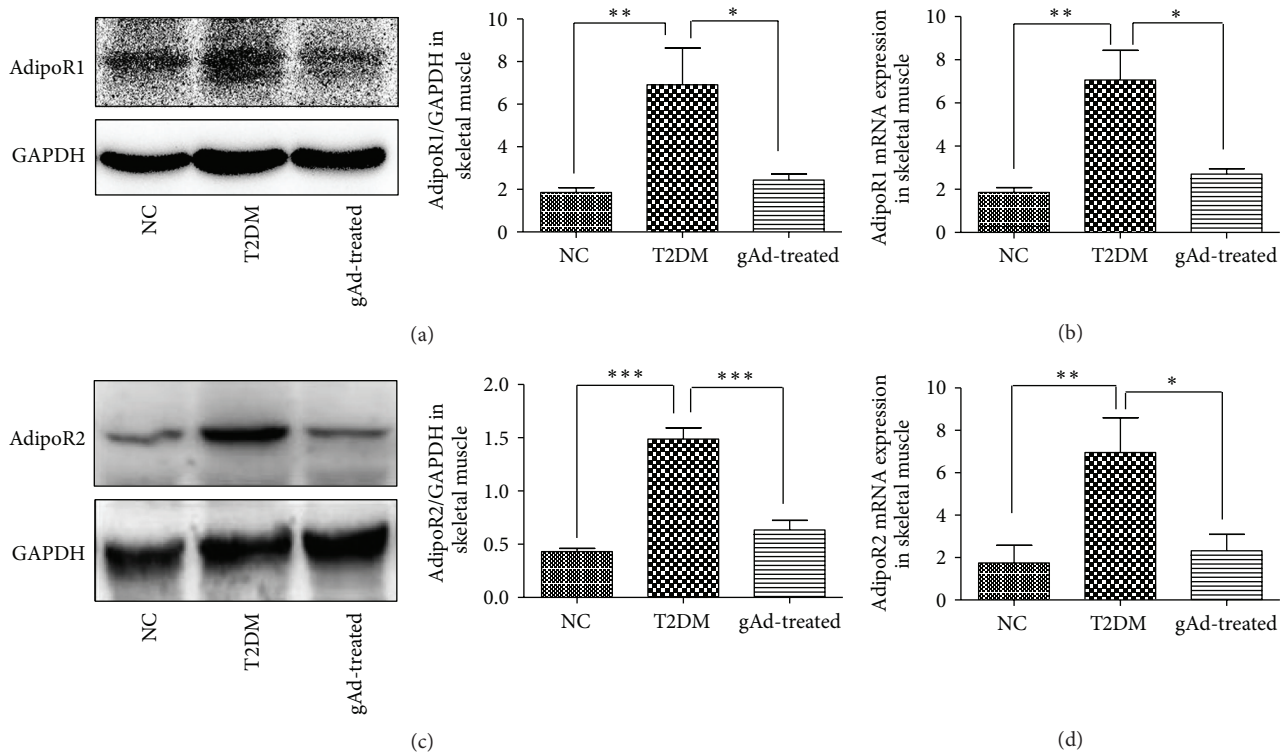 AdipoR1
GAPDH
NC
T2DM
gAd-treated
AdipoR1/GAPDH in
skeletal muscle
10
8
6
4
2
0
**
*
NC
T2DM
gAd-treated
(a)
AdipoR1 mRNA expression
in skeletal muscle
10
8
6
4
2
0
**
*
NC
T2DM
gAd-treated
(b)
AdipoR2
GAPDH
NC
T2DM
gAd-treated
AdipoR2/GAPDH in
skeletal muscle
2.0
1.5
1.0
0.5
0.0
***
***
NC
T2DM
gAd-treated
(c)
AdipoR2 mRNA expression
in skeletal muscle
10
8
6
4
2
0
**
*
NC
T2DM
gAd-treated
(d)